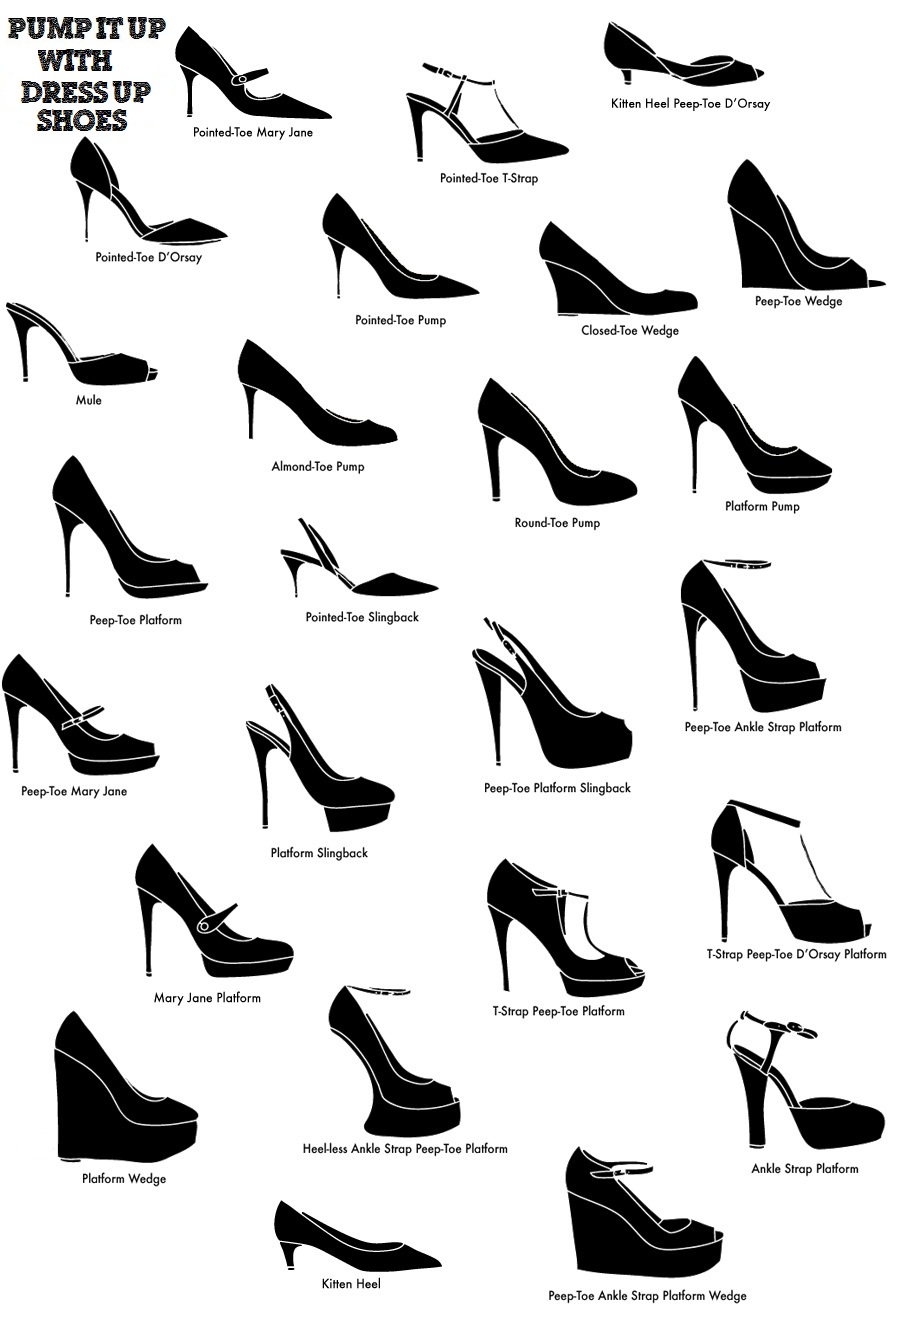 PUMP IT UP
WITH
DRESS UP
SHOES
Pointed-Toe Mary Jane
Kitten Heel Peep-Toe D'Orsay
Pointed-Toe T-Strap
Pointed-Toe D'Orsay
Peep-Toe Wedge
Pointed-Toe Pump
Closed-Toe Wedge
Mule
Almond-Toe Pump
Platform Pump
Round-Toe Pump
Peep-Toe Platform
Pointed-Toe Slingback
Peep-Toe Ankle Strap Platform
Peep-Toe Mary Jane
Peep-Toe Platform Slingback
Platform Slingback
T-Strap Peep-Toe D'Orsay Platform
Mary Jane Platform
T-Strap Peep-Toe Platform
Heel-less Ankle Strap Peep-Toe Platform
Ankle Strap Platform
Platform Wedge
Kitten Heel
Peep-Toe Ankle Strap Platform Wedge